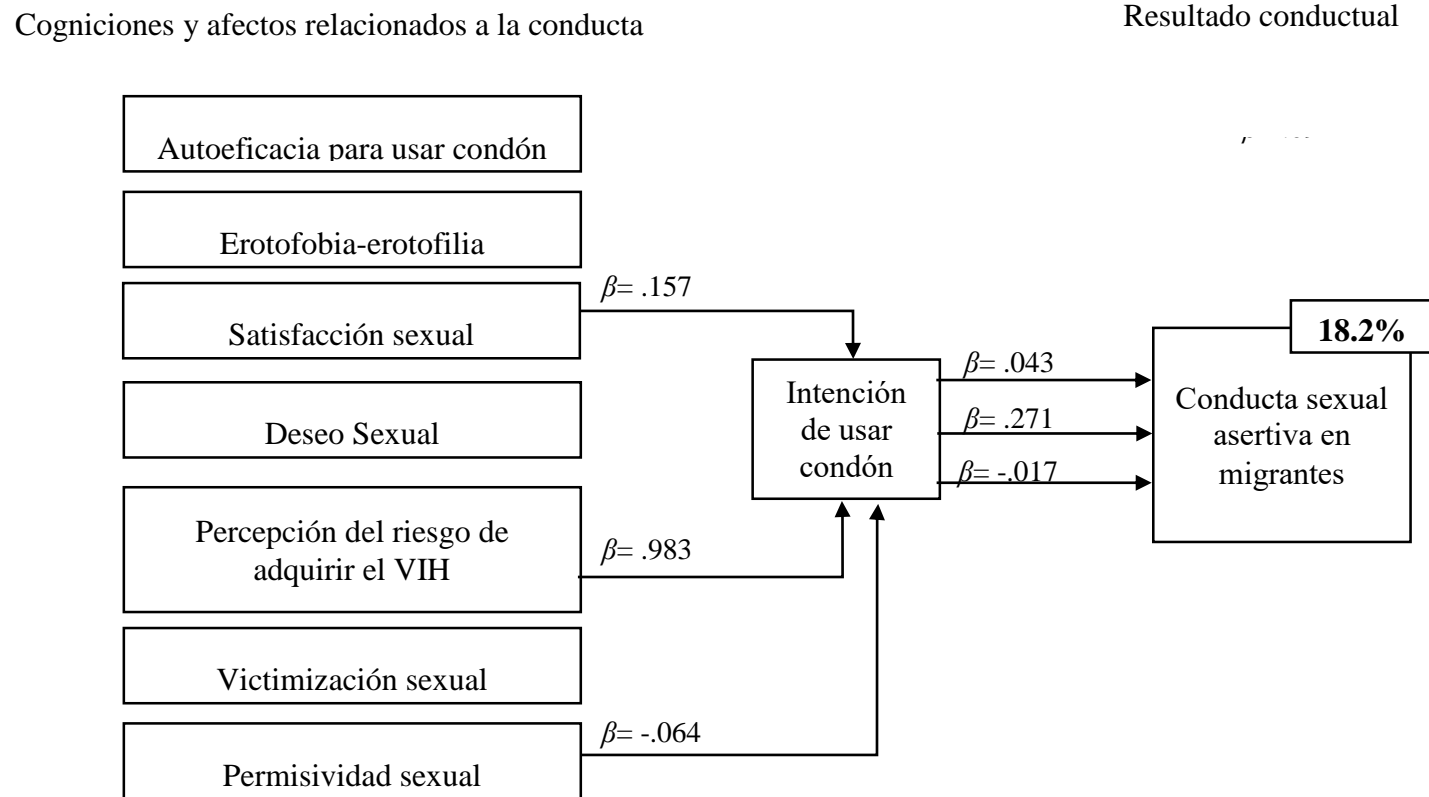 Cogniciones y afectos relacionados a la conducta
Resultado conductual
Autoeficacia para usar condón
Erotofobia-erotofilia
β= .157
Satisfacción sexual
18.2%
Intención
de usar
condón
β= .043
β= .271
β= -.017
Conducta sexual
asertiva en
migrantes
Deseo Sexual
Percepción del riesgo de
adquirir el VIH
β= .983
Victimización sexual
β= -.064
Permisividad sexual